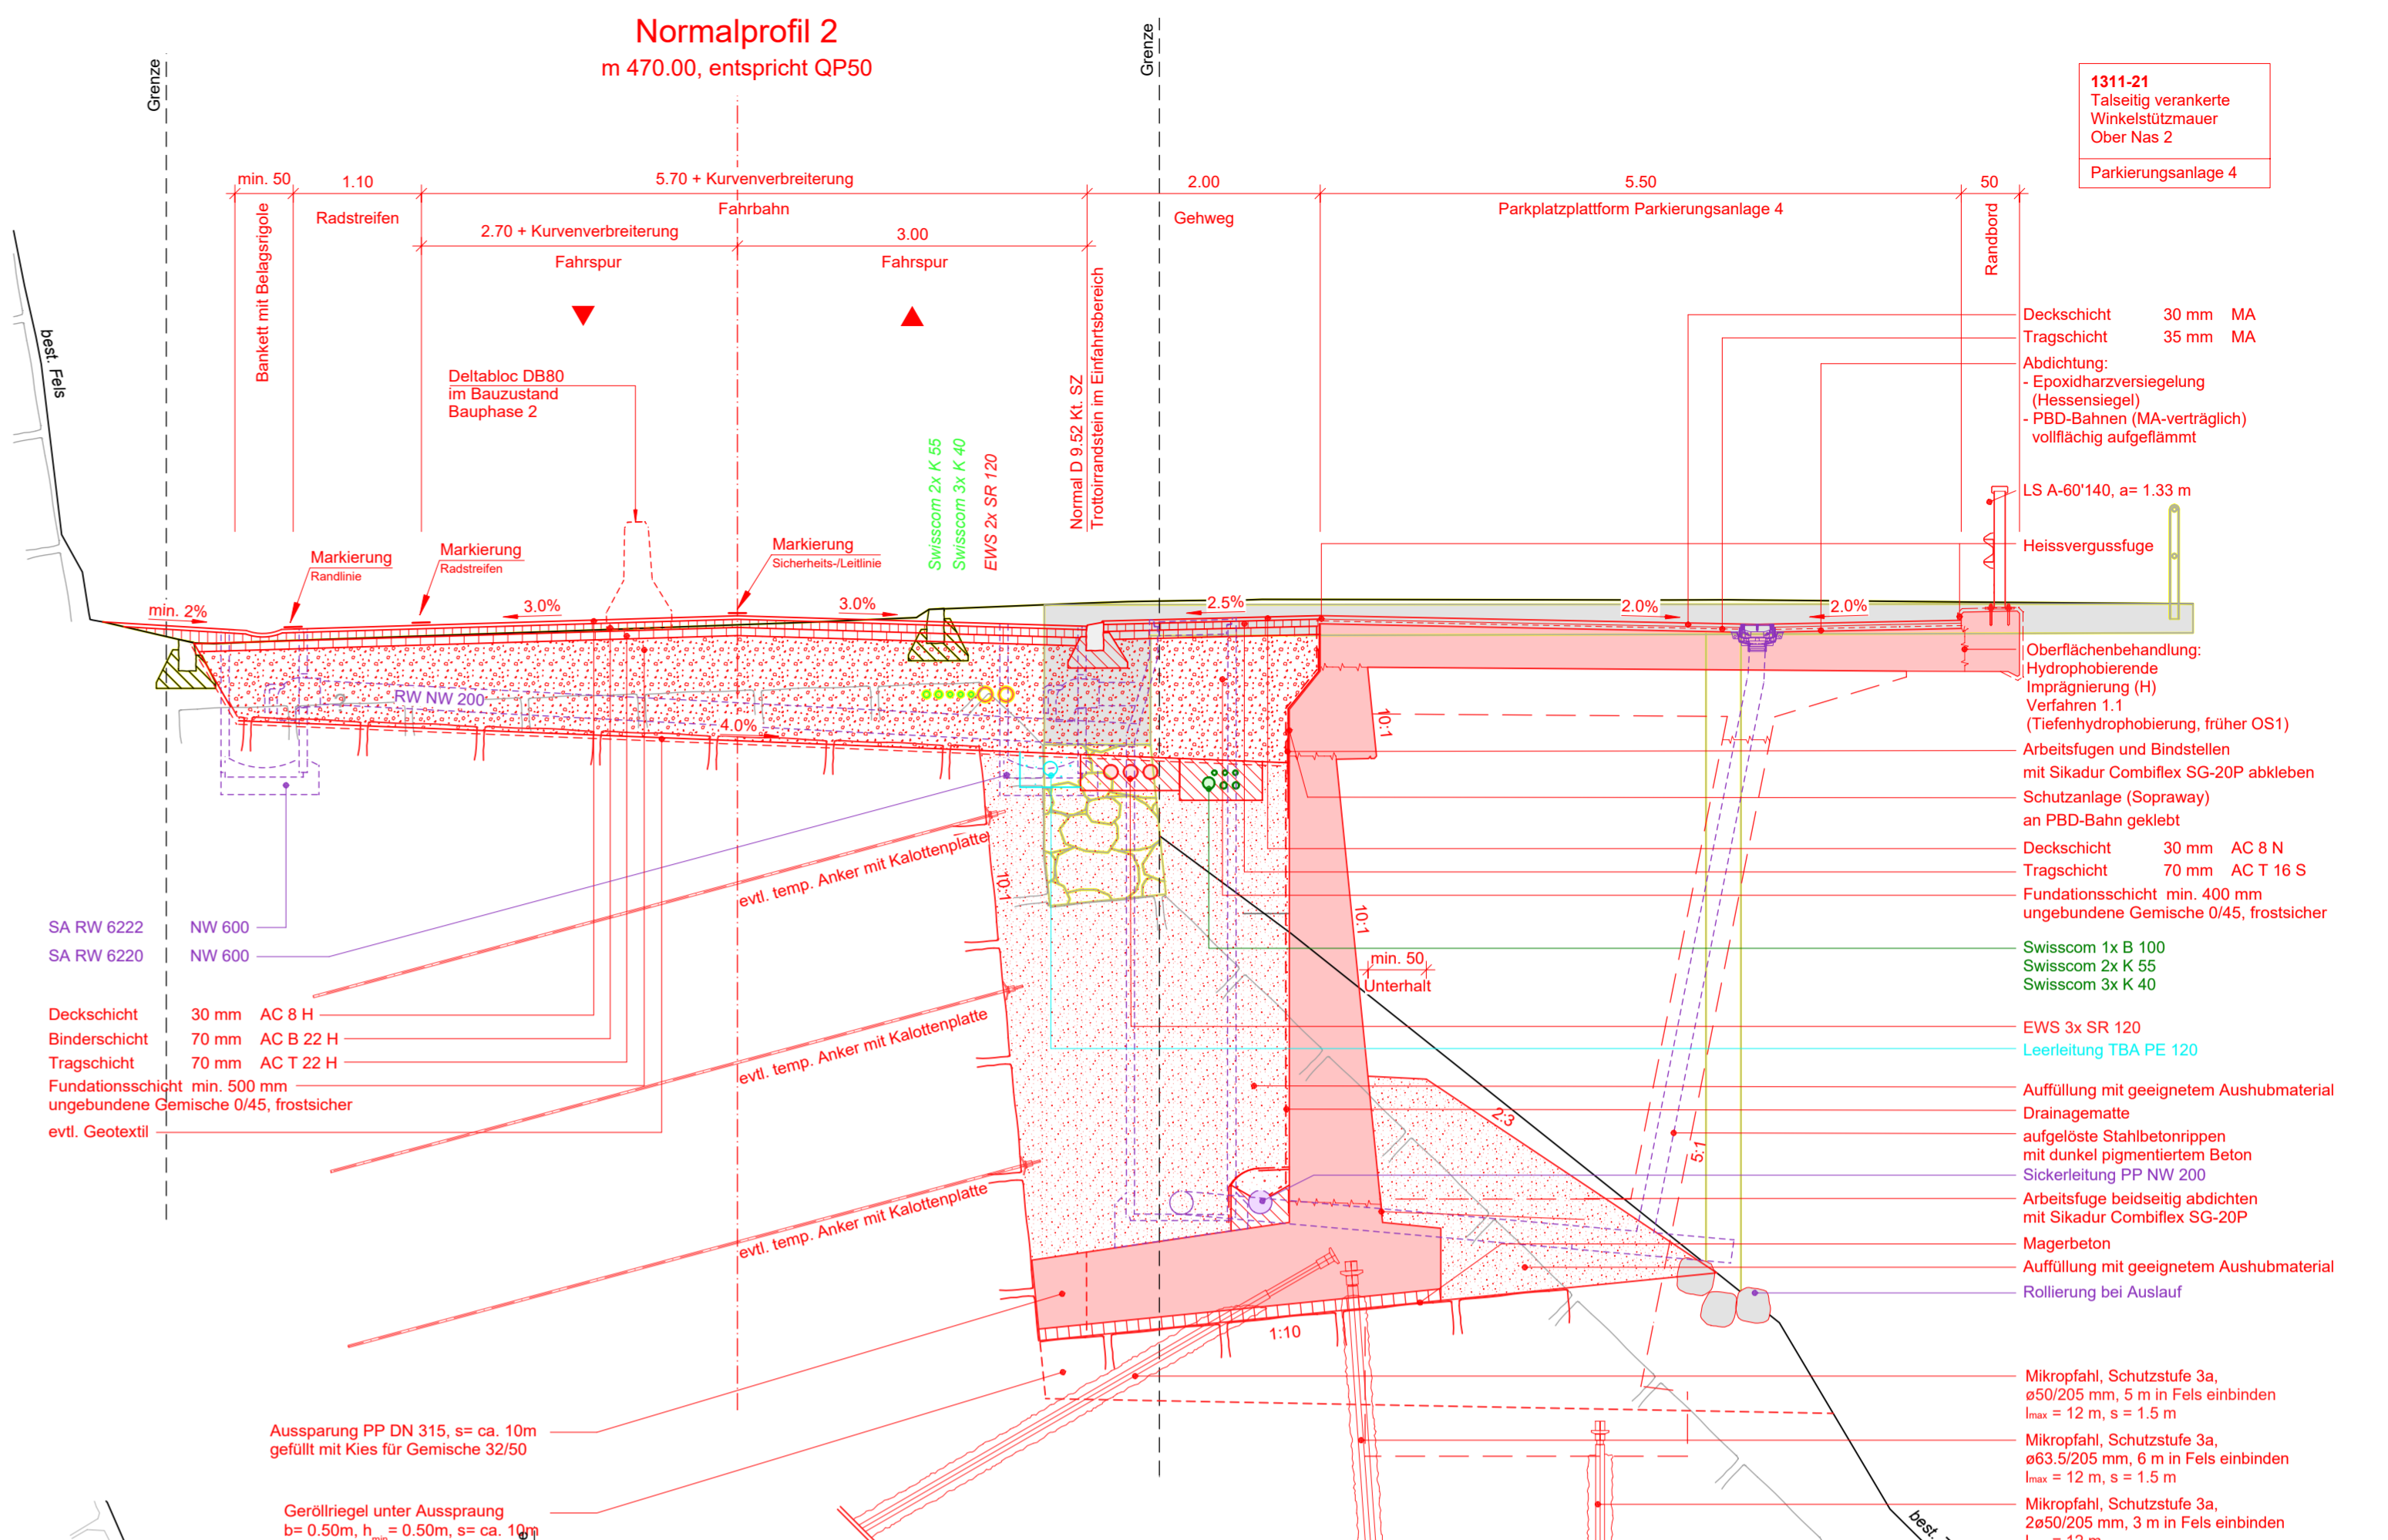 Normalprofil 2
m 470.00, entspricht QP50
Grenze
Grenze
1311-21
Talseitig verankerte
Winkelstützmauer
Ober Nas 2
Parkierungsanlage 4
min. 50
1.10
5.70 + Kurvenverbreiterung
2.00
5.50
50
Bankett mit Belagsrigole
Radstreifen
Fahrbahn
Gehweg
Parkplatzplattform Parkierungsanlage 4
Randbord
2.70 + Kurvenverbreiterung
3.00
Fahrspur
Fahrspur
best. Fels
Deltabloc DB80
im Bauzustand
Bauphase 2
Swisscom 2x K 55
Swisscom 3x K 40
EWS 2x SR 120
Normal D 9.52 Kt. SZ
Trottoirrandstein im Einfahrtsbereich
Markierung
Randlinie
Markierung
Radstreifen
Markierung
Sicherheits-/Leitlinie
min. 2%
3.0%
3.0%
2.5%
2.0%
2.0%
RW NW 200
4.0%
10:1
10:1
10:1
evtl. temp. Anker mit Kalottenplatte
evtl. temp. Anker mit Kalottenplatte
evtl. temp. Anker mit Kalottenplatte
min. 50
Unterhalt
2:3
5:1
1:10
SA RW 6222 NW 600
SA RW 6220 NW 600
Deckschicht 30 mm AC 8 H
Binderschicht 70 mm AC B 22 H
Tragschicht 70 mm AC T 22 H
Fundationsschicht min. 500 mm
ungebundene Gemische 0/45, frostsicher
evtl. Geotextil
Aussparung PP DN 315, s= ca. 10m
gefüllt mit Kies für Gemische 32/50
Geröllriegel unter Ausspraung
b= 0.50m, hmin = 0.50m, s= ca. 10m
Deckschicht 30 mm MA
Tragschicht 35 mm MA
Abdichtung:
- Epoxidharzversiegelung
(Hessensiegel)
- PBD-Bahnen (MA-verträglich)
vollflächig aufgeflämmt
LS A-60'140, a= 1.33 m
Heissvergussfuge
Oberflächenbehandlung:
Hydrophobierende
Imprägnierung (H)
Verfahren 1.1
(Tiefenhydrophobierung, früher OS1)
Arbeitsfugen und Bindstellen
mit Sikadur Combiflex SG-20P abkleben
Schutzanlage (Sopraway)
an PBD-Bahn geklebt
Deckschicht 30 mm AC 8 N
Tragschicht 70 mm AC T 16 S
Fundationsschicht min. 400 mm
ungebundene Gemische 0/45, frostsicher
Swisscom 1x B 100
Swisscom 2x K 55
Swisscom 3x K 40
EWS 3x SR 120
Leerleitung TBA PE 120
Auffüllung mit geeignetem Aushubmaterial
Drainagematte
aufgelöste Stahlbetonrippen
mit dunkel pigmentiertem Beton
Sickerleitung PP NW 200
Arbeitsfuge beidseitig abdichten
mit Sikadur Combiflex SG-20P
Magerbeton
Auffüllung mit geeignetem Aushubmaterial
Rollierung bei Auslauf
Mikropfahl, Schutzstufe 3a,
ø50/205 mm, 5 m in Fels einbinden
lmax = 12 m, s = 1.5 m
Mikropfahl, Schutzstufe 3a,
ø63.5/205 mm, 6 m in Fels einbinden
lmax = 12 m, s = 1.5 m
Mikropfahl, Schutzstufe 3a,
2ø50/205 mm, 3 m in Fels einbinden
best.